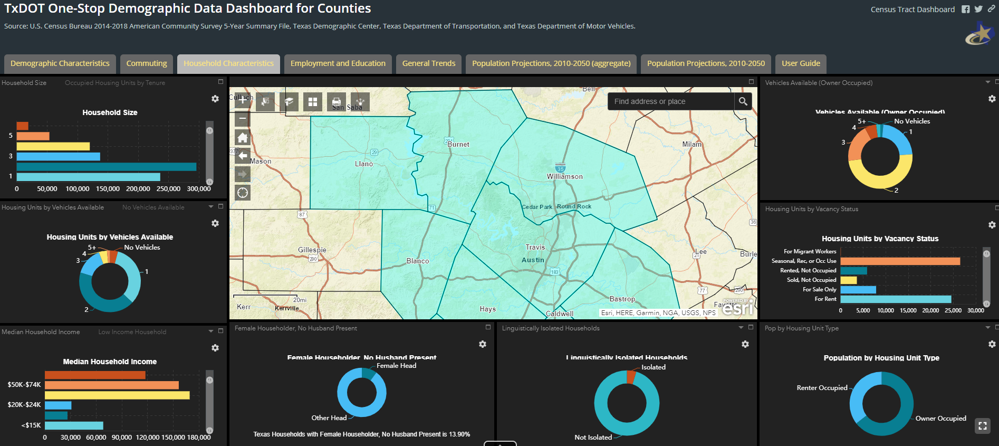 TxDOT One-Stop Demographic Data Dashboard for Counties
Census Tract Dashboard
Source: U.S. Census Bureau 2014-2018 American Community Survey 5-Year Summary File, Texas Demographic Center, Texas Department of Transportation, and Texas Department of Motor Vehicles.
Demographic Characteristics
Commuting
Household Characteristics
Employment and Education
General Trends
Population Projections, 2010-2050 (aggregate)
Population Projections, 2010-2050
User Guide
Household Size
Occupied Housing Units by Tenure
Household Size
5
3
1
0 50,000 100,000 150,000 200,000 250,000 300,000
Housing Units by Vehicles Available
No Vehicles Available
Housing Units by Vehicles Available
5+
No Vehicles
4
3
1
2
Median Household Income
Low Income Household
Median Household Income
$50K-$74K
$20K-$24K
<$15K
0 30,000 60,000 90,000 120,000 150,000 180,000
Find address or place
Bell
San Saba
Burnet
Milam
377
Mason
29
Llano
35
Williamson
Cedar Park
Round Rock
71
87
36
Gillespie
290
Travis
Austin
Lee
21
Burle
Blanco
183
77
290
20mi
Kerr
Kerrville
Hays
Bastrop
Caldwell
Fayette
POWERED BY
esri
Esri, HERE, Garmin, NGA, USGS, NPS
Female Householder, No Husband Present
Female Householder, No Husband Present
Female Head
Other Head
Texas Households with Female Householder, No Husband Present is 13.90%
Linguistically Isolated Households
Linguistically Isolated Households
Isolated
Not Isolated
Vehicles Available (Owner Occupied)
Vehicles Available (Owner Occupied)
5+
No Vehicles
4
1
3
2
Housing Units by Vacancy Status
Housing Units by Vacancy Status
For Migrant Workers
Seasonal, Rec, or Occ Use
Rented, Not Occupied
Sold, Not Occupied
For Sale Only
For Rent
0 5,000 10,000 15,000 20,000 25,000 30,000
Pop by Housing Unit Type
Population by Housing Unit Type
Renter Occupied
Owner Occupied